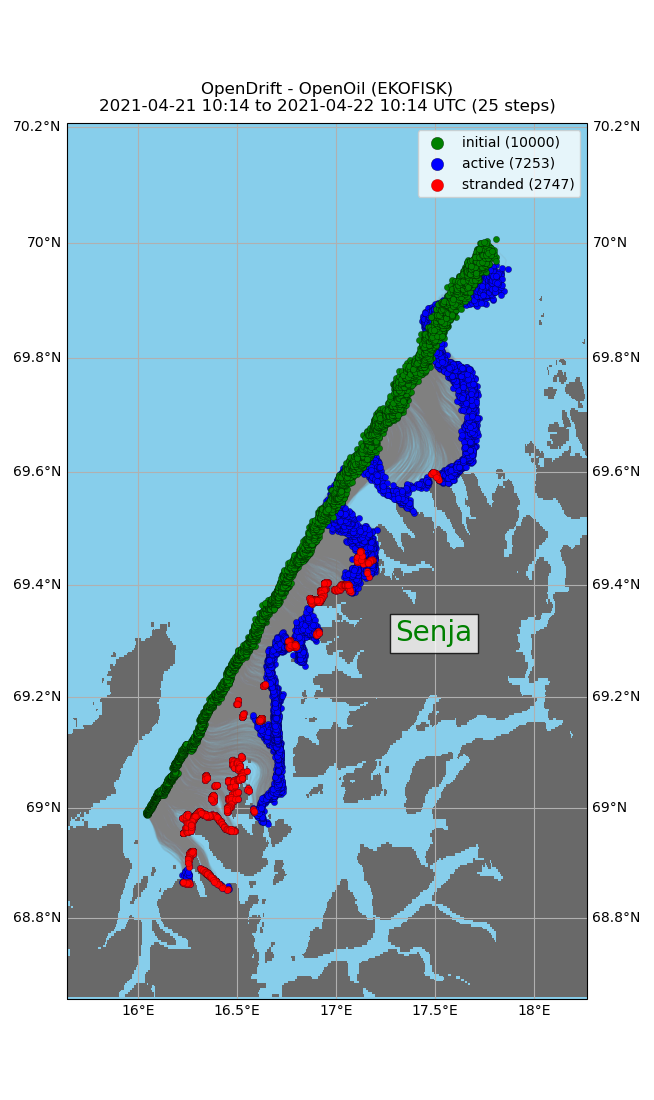 OpenDrift - OpenOil (EKOFISK)
2021-04-21 10:14 to 2021-04-22 10:14 UTC (25 steps)
70.2°N 70.2°N
initial (10000)
active (7253)
stranded (2747)
70°N 70°N
69.8°N 69.8°N
69.6°N 69.6°N
69.4°N 69.4°N
Senja
69.2°N 69.2°N
69°N 69°N
68.8°N 68.8°N
16°E 16.5°E 17°E 17.5°E 18°E